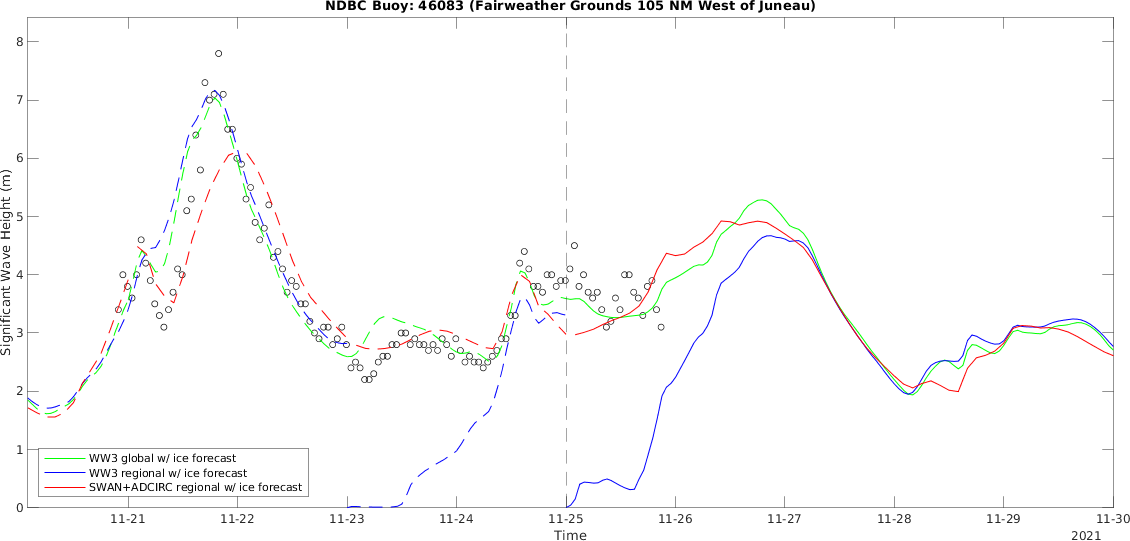 NDBC Buoy: 46083 (Fairweather Grounds 105 NM West of Juneau)
Significant Wave Height (m)
8
7
6
5
4
3
2
1
0
WW3 global w/ ice forecast
WW3 regional w/ ice forecast
SWAN+ADCIRC regional w/ ice forecast
11-21 11-22 11-23 11-24 11-25 11-26 11-27 11-28 11-29 11-30
Time
2021